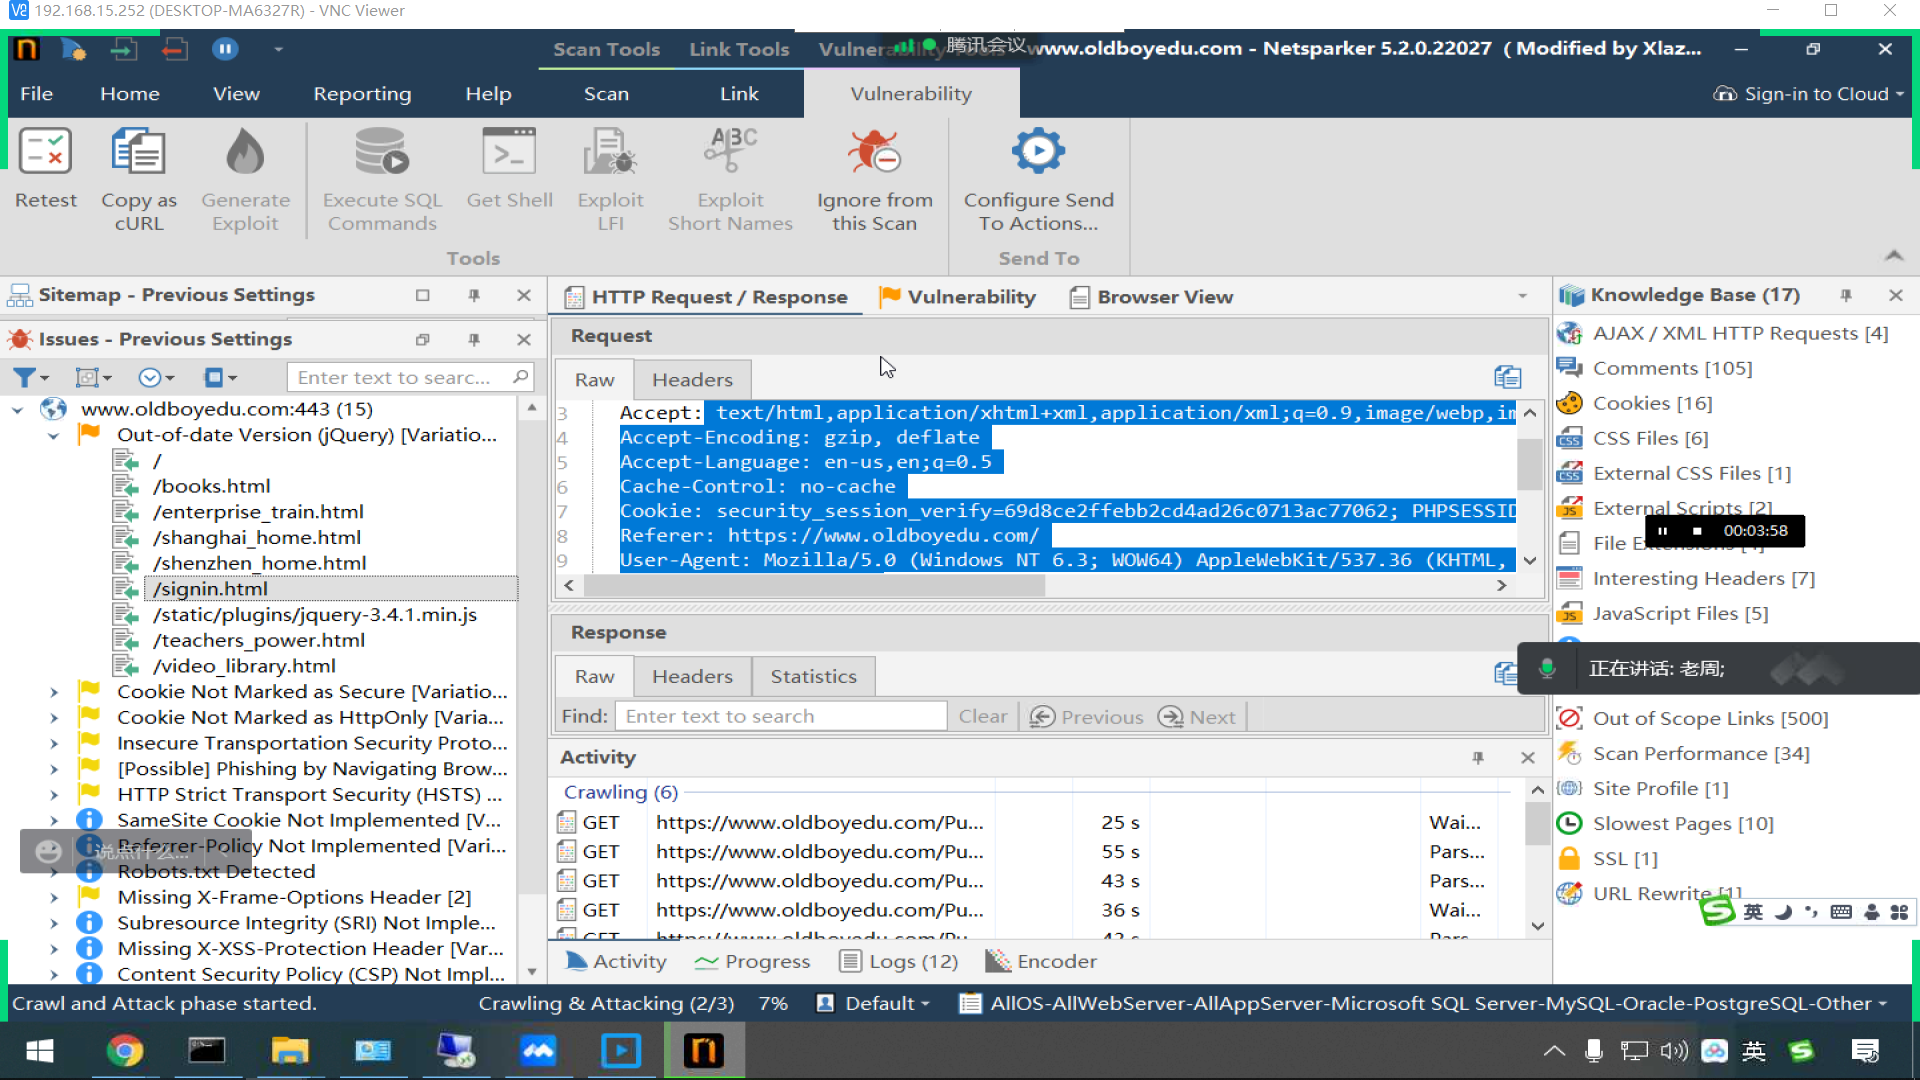 192.168.15.252 (DESKTOP-MA6327R) - VNC Viewer
Scan Tools
Link Tools
腾讯会议
www.oldboyedu.com - Netsparker 5.2.0.22027 ( Modified by Xlaz...
File
Home
View
Reporting
Help
Scan
Link
Vulnerability
Sign-in to Cloud
Retest
Copy as cURL
Generate Exploit
Execute SQL Commands
Get Shell
Exploit LFI
Exploit Short Names
Ignore from this Scan
Configure Send To Actions...
Tools
Send To
Sitemap - Previous Settings
Issues - Previous Settings
Enter text to searc...
www.oldboyedu.com:443 (15)
Out-of-date Version (jQuery) [Variatio...
/
/books.html
/enterprise_train.html
/shanghai_home.html
/shenzhen_home.html
/signin.html
/static/plugins/jquery-3.4.1.min.js
/teachers_power.html
/video_library.html
Cookie Not Marked as Secure [Variatio...
Cookie Not Marked as HttpOnly [Varia...
Insecure Transportation Security Proto...
[Possible] Phishing by Navigating Brow...
HTTP Strict Transport Security (HSTS) ...
SameSite Cookie Not Implemented [V...
Referrer-Policy Not Implemented [Vari...
说点什么...
Robots.txt Detected
Missing X-Frame-Options Header [2]
Subresource Integrity (SRI) Not Imple...
Missing X-XSS-Protection Header [Var...
Content Security Policy (CSP) Not Impl...
HTTP Request / Response
Vulnerability
Browser View
Request
Raw
Headers
3 Accept: text/html,application/xhtml+xml,application/xml;q=0.9,image/webp,im
4 Accept-Encoding: gzip, deflate
5 Accept-Language: en-us,en;q=0.5
6 Cache-Control: no-cache
7 Cookie: security_session_verify=69d8ce2ffebb2cd4ad26c0713ac77062; PHPSESSID
8 Referer: https://www.oldboyedu.com/
9 User-Agent: Mozilla/5.0 (Windows NT 6.3; WOW64) AppleWebKit/537.36 (KHTML,
Response
Raw
Headers
Statistics
Find:
Enter text to search
Clear
Previous
Next
Activity
Crawling (6)
GET https://www.oldboyedu.com/Pu... 25 s Wai...
GET https://www.oldboyedu.com/Pu... 55 s Pars...
GET https://www.oldboyedu.com/Pu... 43 s Pars...
GET https://www.oldboyedu.com/Pu... 36 s Wai...
Activity
Progress
Logs (12)
Encoder
Knowledge Base (17)
AJAX / XML HTTP Requests [4]
Comments [105]
Cookies [16]
CSS Files [6]
External CSS Files [1]
External Scripts [2]
00:03:58
Interesting Headers [7]
JavaScript Files [5]
正在讲话: 老周;
Out of Scope Links [500]
Scan Performance [34]
Site Profile [1]
Slowest Pages [10]
SSL [1]
URL Rewrite [1]
英
Crawl and Attack phase started.
Crawling & Attacking (2/3) 7%
Default
AllOS-AllWebServer-AllAppServer-Microsoft SQL Server-MySQL-Oracle-PostgreSQL-Other
英